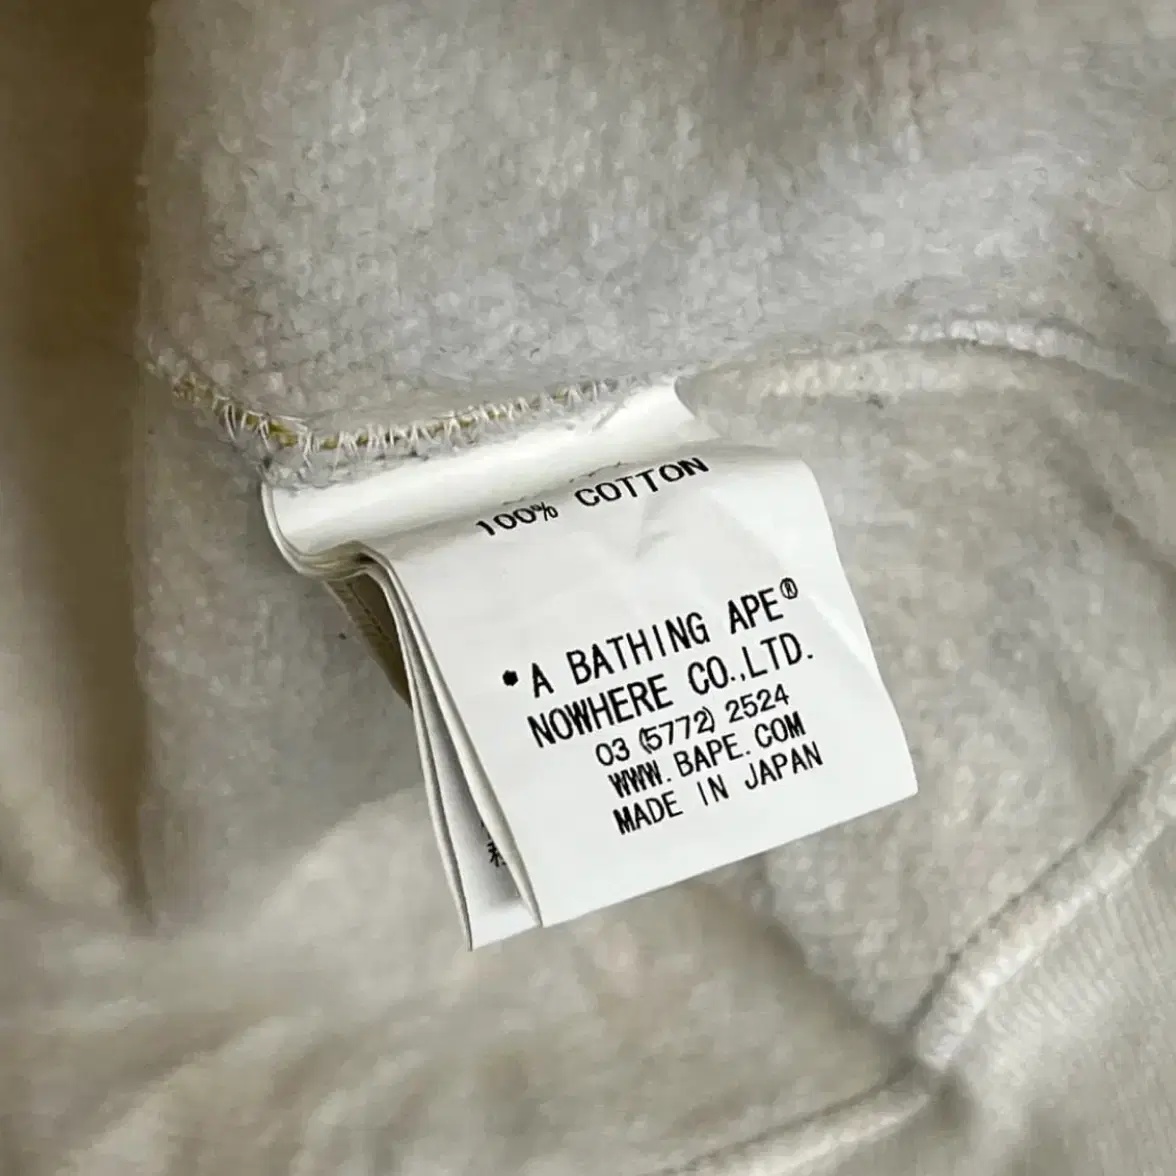 100% COTTON
*A BATHING APE®
NOWHERE CO.,LTD.
03 (5772) 2524
WWW.BAPE.COM
MADE IN JAPAN